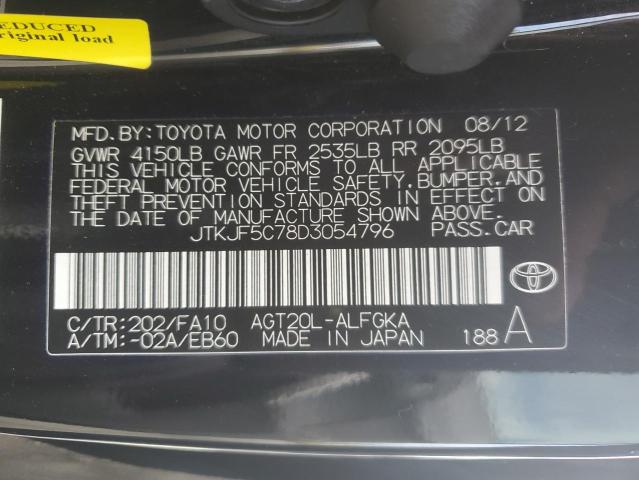 EDUCED
riginal load
MFD. BY: TOYOTA MOTOR CORPORATION 08/12
GVWR 4150LB GAWR FR 2535LB RR 2095LB
THIS VEHICLE CONFORMS TO ALL APPLICABLE
FEDERAL MOTOR VEHICLE SAFETY, BUMPER, AND
THEFT PREVENTION STANDARDS IN EFFECT ON
THE DATE OF MANUFACTURE SHOWN ABOVE.
JTKJF5C78D3054796 PASS. CAR
C/TR: 202/FA10 AGT20L-ALFGKA
A/TM: -02A/EB60 MADE IN JAPAN 188 A